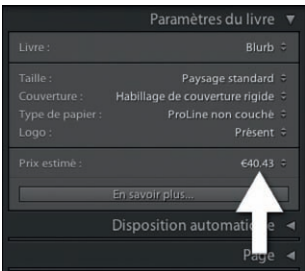 Paramètres du livre
Livre : Blurb
Taille : Paysage standard
Couverture : Habillage de couverture rigide
Type de papier : ProLine non couché
Logo : Présent
Prix estimé : €40.43
En savoir plus...
Disposition automatique
Page